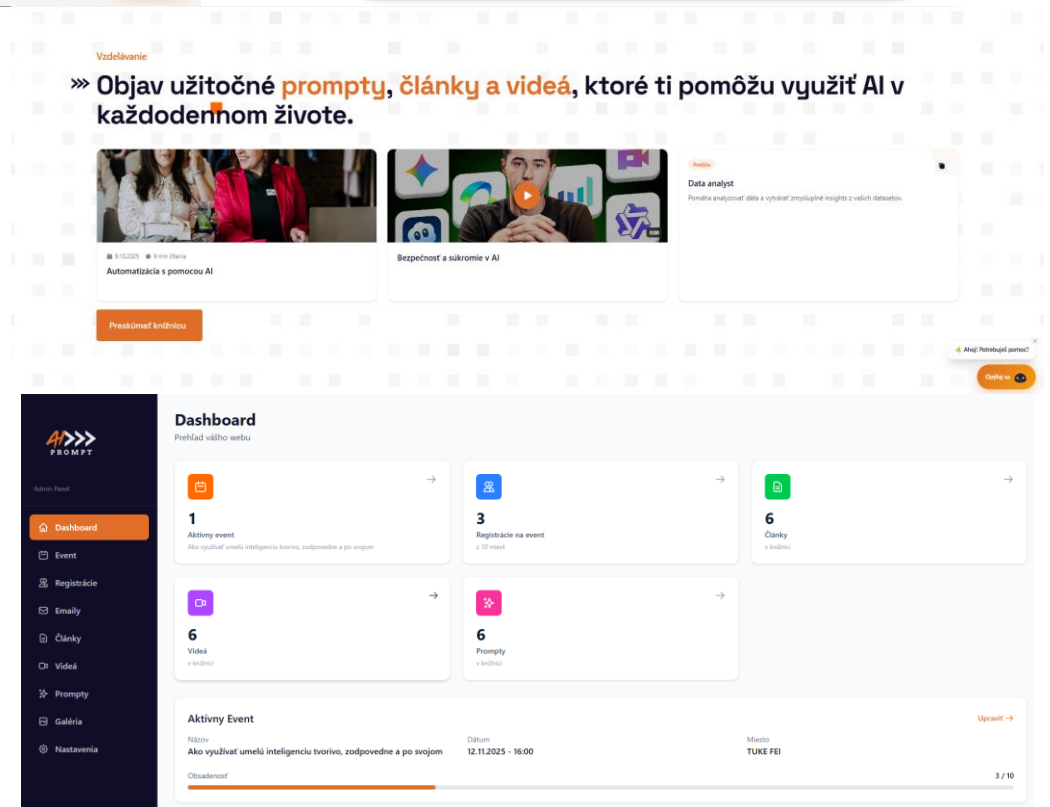 Vzdelávanie
Objav užitočné prompty, články a videá, ktoré ti pomôžu využiť AI v
každodennom živote.
Analýza
Data analyst
Pomáha analyzovať dáta a vytvárať zmysluplné insights z vašich datasetov.
9.10.2025 9 min čítania
Automatizácia s pomocou AI
Bezpečnosť a súkromie v AI
Preskúmať knižnicu
Ahoj! Potrebuješ pomoc?
Opýtaj sa
AI>>>
PROMPT
Admin Panel
Dashboard
Event
Registrácie
Emaily
Články
Videá
Prompty
Galéria
Nastavenia
Dashboard
Prehľad vášho webu
1
Aktívny event
Ako využívať umelú inteligenciu tvorivo, zodpovedne a po svojom
3
Registrácie na event
z 10 miest
6
Články
v knižnici
6
Videá
v knižnici
6
Prompty
v knižnici
Aktívny Event
Upraviť →
Názov
Ako využívať umelú inteligenciu tvorivo, zodpovedne a po svojom
Dátum
12.11.2025 - 16:00
Miesto
TUKE FEI
Obsadenosť
3 / 10